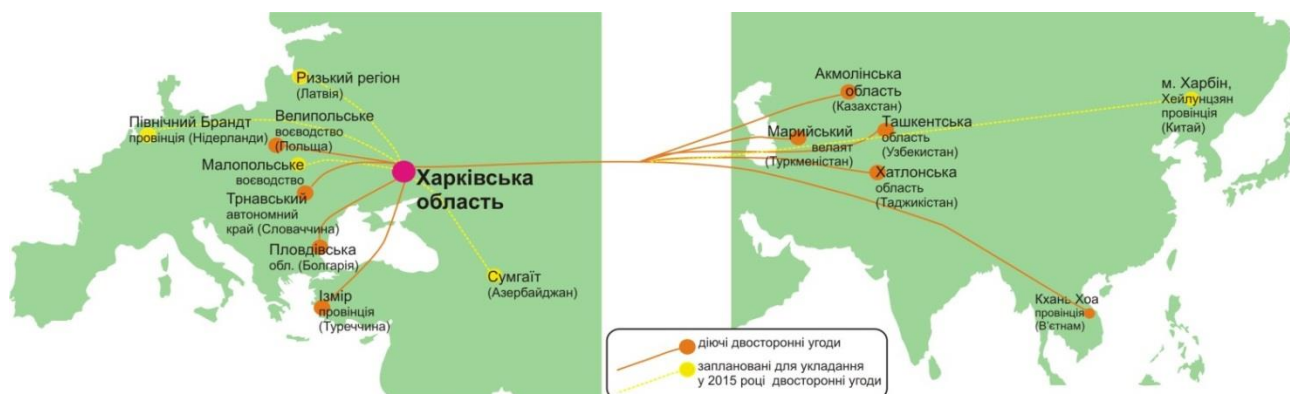 Ризький регіон
(Латвія)
Північний Брандт
провінція (Нідерланди)
Велипольське
воєводство
(Польща)
Малопольське
воєводство
Трнавський
автономний
край (Словаччина)
Пловдівська
обл. (Болгарія)
Ізмір
провінція
(Туреччина)
Харківська
область
Сумгаїт
(Азербайджан)
Акмолінська
область
(Казахстан)
Марийський
велаят
(Туркменістан)
Ташкентська
область
(Узбекистан)
Хатлонська
область
(Таджикістан)
м. Харбін,
Хейлунцзян
провінція
(Китай)
Кхань Хоа
провінція
(В'єтнам)
діючі двосторонні угоди
заплановані для укладання
у 2015 році двосторонні угоди